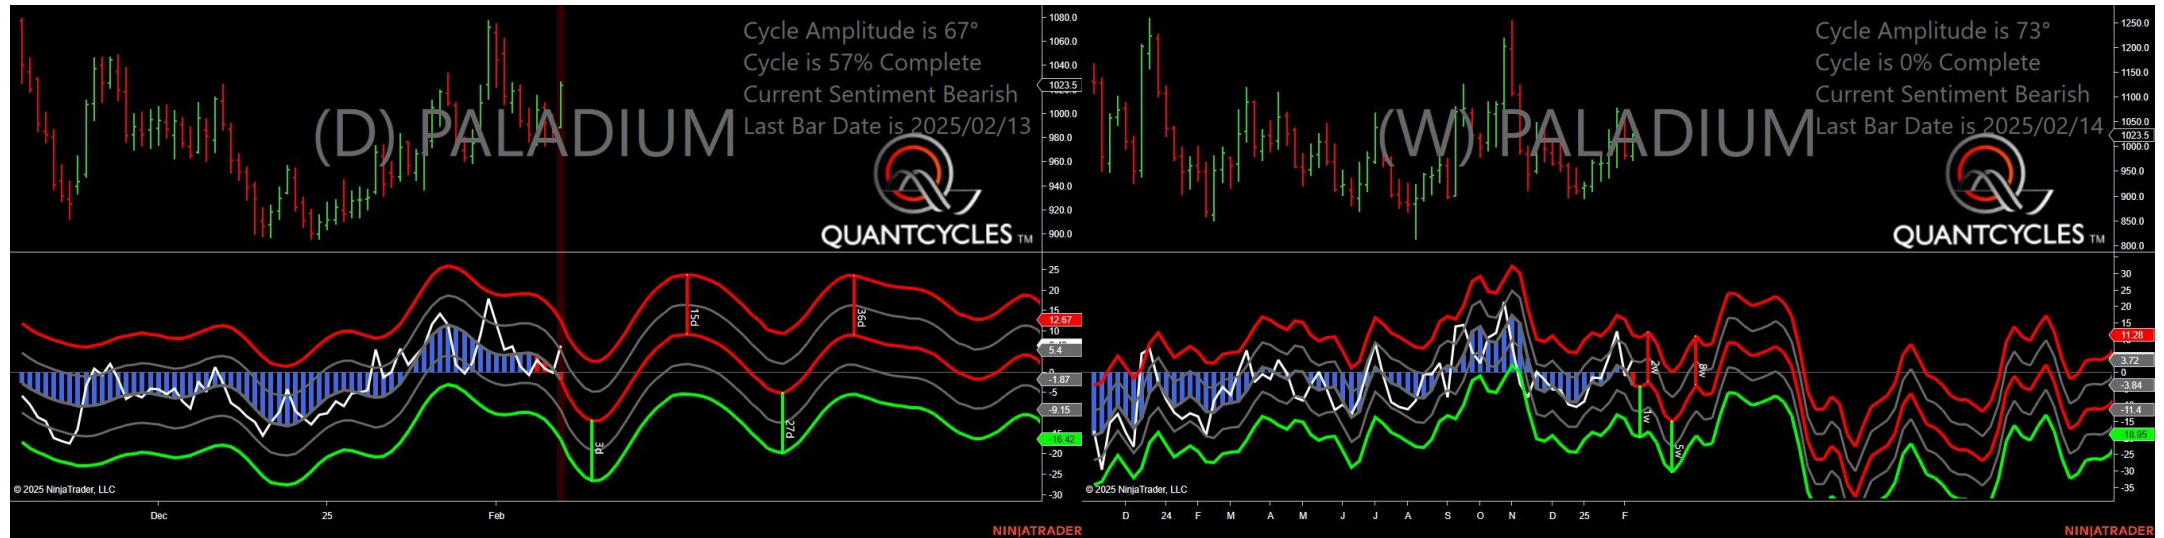 Cycle Amplitude is 67°
Cycle is 57% Complete
Current Sentiment Bearish
Last Bar Date is 2025/02/13
(D) PALADIUM
QUANTCYCLES TM
1080.0
1060.0
1040.0
1023.5
1000.0
980.0
960.0
940.0
920.0
900.0
25
20
15
12.67
10
5.4
0
-1.87
-5
-9.15
-16.42
-20
-25
-30
3d
15d
27d
36d
© 2025 NinjaTrader, LLC
Dec
25
Feb
NINJATRADER
Cycle Amplitude is 73°
Cycle is 0% Complete
Current Sentiment Bearish
Last Bar Date is 2025/02/14
(W) PALADIUM
QUANTCYCLES TM
1250.0
1200.0
1150.0
1100.0
1050.0
1023.5
1000.0
950.0
900.0
850.0
800.0
30
25
20
15
11.28
3.72
0
-3.84
-11.4
-15
-18.95
-25
-30
-35
2w
1w
5w
8w
© 2025 NinjaTrader, LLC
D
24
F
M
A
M
J
J
A
S
O
N
D
25
F
NINJATRADER